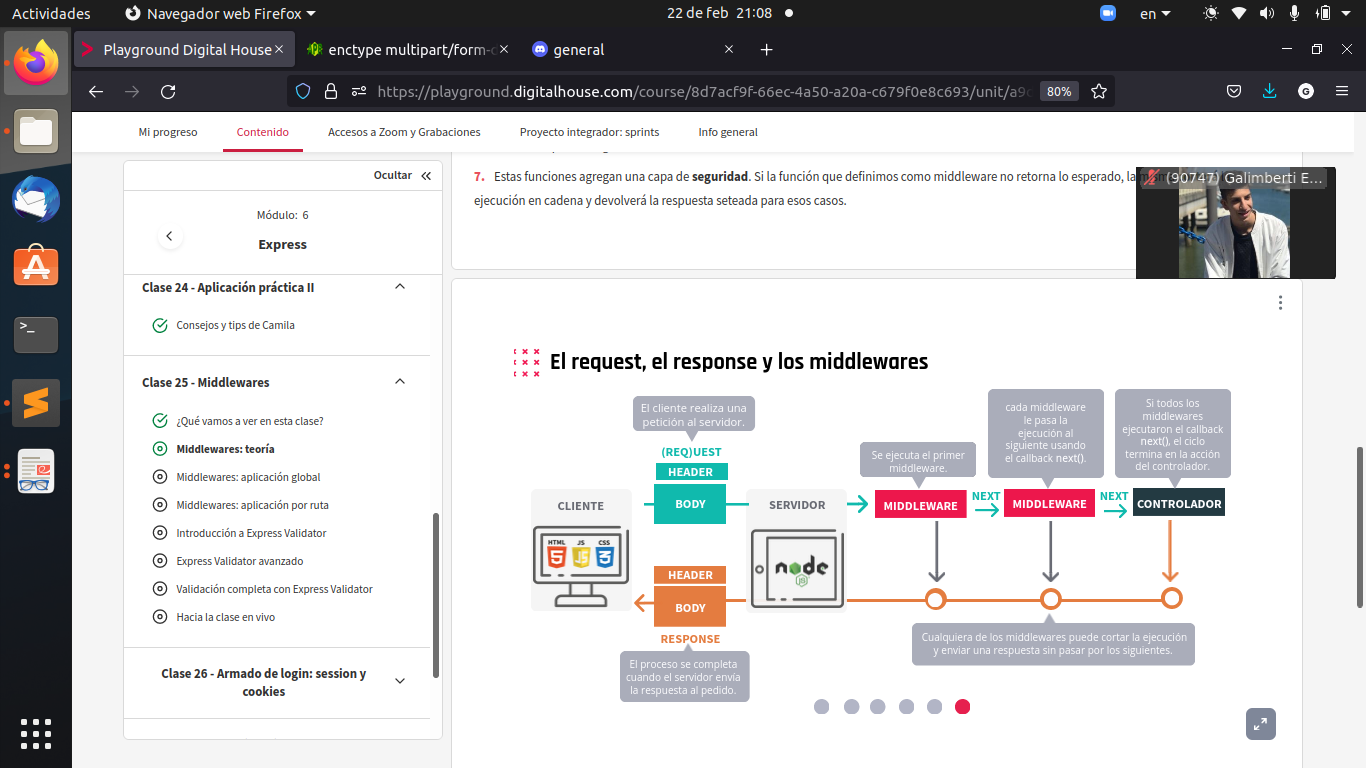 Actividades
Navegador web Firefox
22 de feb 21:08
en
Playground Digital House
enctype multipart/form-d
general
https://playground.digitalhouse.com/course/8d7acf9f-66ec-4a50-a20a-c679f0e8c693/unit/a9c
80%
G
Mi progreso
Contenido
Accesos a Zoom y Grabaciones
Proyecto integrador: sprints
Info general
Ocultar
Módulo: 6
Express
Clase 24 - Aplicación práctica II
Consejos y tips de Camila
Clase 25 - Middlewares
¿Qué vamos a ver en esta clase?
Middlewares: teoría
Middlewares: aplicación global
Middlewares: aplicación por ruta
Introducción a Express Validator
Express Validator avanzado
Validación completa con Express Validator
Hacia la clase en vivo
Clase 26 - Armado de login: session y
cookies
7. Estas funciones agregan una capa de seguridad. Si la función que definimos como middleware no retorna lo esperado, la
ejecución en cadena y devolverá la respuesta seteada para esos casos.
(90747) Galimberti E...
El request, el response y los middlewares
El cliente realiza una
petición al servidor.
(REQ)UEST
HEADER
BODY
CLIENTE
HTML JS CSS
SERVIDOR
node
JS
Se ejecuta el primer
middleware.
cada middleware
le pasa la
ejecución al
siguiente usando
el callback next().
Si todos los
middlewares
ejecutaron el callback
next(), el ciclo
termina en la acción
del controlador.
MIDDLEWARE
NEXT
MIDDLEWARE
NEXT
CONTROLADOR
HEADER
BODY
RESPONSE
El proceso se completa
cuando el servidor envía
la respuesta al pedido.
Cualquiera de los middlewares puede cortar la ejecución
y enviar una respuesta sin pasar por los siguientes.